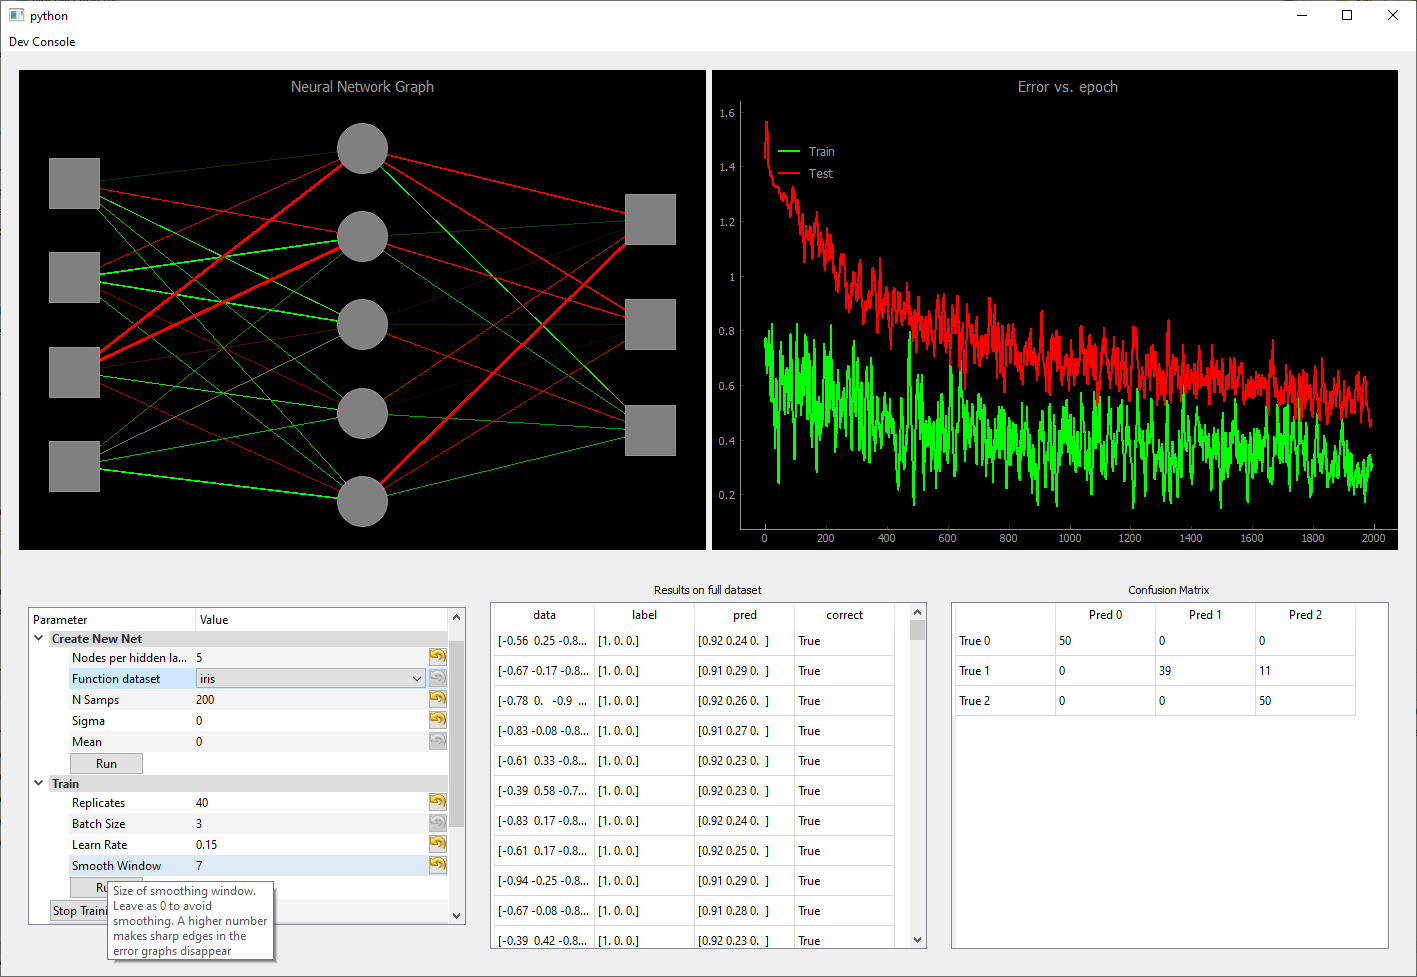 python
Dev Console
Neural Network Graph
Error vs. epoch
1.6
1.4
1.2
1
0.8
0.6
0.4
0.2
Train
Test
0 200 400 600 800 1000 1200 1400 1600 1800 2000
Parameter Value
Create New Net
Nodes per hidden la... 5
Function dataset iris
N Samps 200
Sigma 0
Mean 0
Run
Train
Replicates 40
Batch Size 3
Learn Rate 0.15
Smooth Window 7
Size of smoothing window.
Leave as 0 to avoid
smoothing. A higher number
makes sharp edges in the
error graphs disappear
Results on full dataset
data label pred correct
[-0.56 0.25 -0.8... [1. 0. 0.] [0.92 0.24 0. ] True
[-0.67 -0.17 -0.8... [1. 0. 0.] [0.91 0.29 0. ] True
[-0.78 0. -0.9 ... [1. 0. 0.] [0.92 0.26 0. ] True
[-0.83 -0.08 -0.8... [1. 0. 0.] [0.91 0.27 0. ] True
[-0.61 0.33 -0.8... [1. 0. 0.] [0.92 0.23 0. ] True
[-0.39 0.58 -0.7... [1. 0. 0.] [0.92 0.23 0. ] True
[-0.83 0.17 -0.8... [1. 0. 0.] [0.92 0.24 0. ] True
[-0.61 0.17 -0.8... [1. 0. 0.] [0.92 0.25 0. ] True
[-0.94 -0.25 -0.8... [1. 0. 0.] [0.91 0.29 0. ] True
[-0.67 -0.08 -0.8... [1. 0. 0.] [0.91 0.28 0. ] True
[-0.39 0.42 -0.8... [1. 0. 0.] [0.92 0.23 0. ] True
Confusion Matrix
Pred 0 Pred 1 Pred 2
True 0 50 0 0
True 1 0 39 11
True 2 0 0 50
Stop